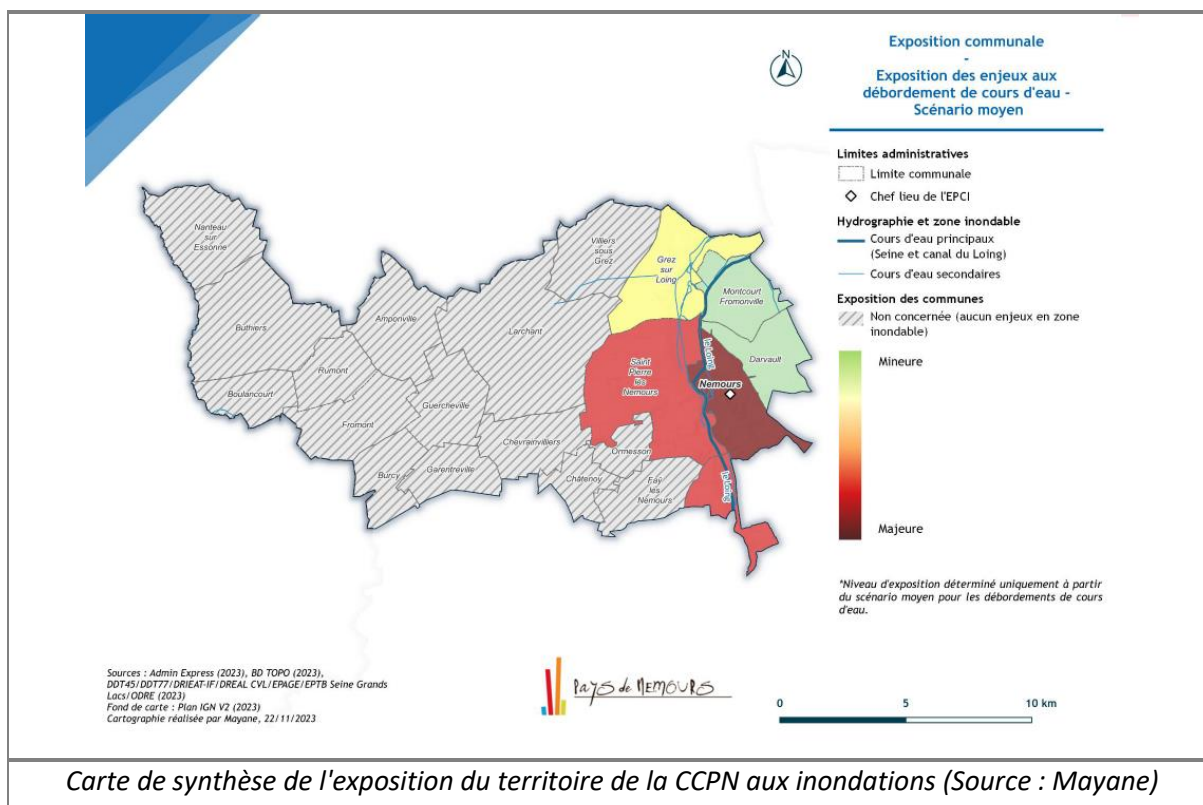 N
Exposition communale
-
Exposition des enjeux aux
débordement de cours d'eau -
Scénario moyen
Limites administratives
Limite communale
Chef lieu de l'EPCI
Hydrographie et zone inondable
Cours d'eau principaux
(Seine et canal du Loing)
Cours d'eau secondaires
Exposition des communes
Non concernée (aucun enjeux en zone
inondable)
Mineure
Majeure
*Niveau d'exposition déterminé uniquement à partir
du scénario moyen pour les débordements de cours
d'eau.
Nanteau
sur
Essonne
Buthiers
Boulancourt
Amponville
Rumont
Fromont
Burcy
Garentreville
Guercheville
Larchant
Chevrainvilliers
Châtenoy
Ormesson
Faÿ
lès
Nemours
Villiers
sous
Grez
Grez
sur
Loing
Montcourt
Fromonville
Darvault
Saint
Pierre
lès
Nemours
Nemours
le Loing
le Loing
Sources : Admin Express (2023), BD TOPO (2023),
DDT45/DDT77/DRIEAT-IF/DREAL CVL/EPAGE/EPTB Seine Grands
Lacs/ODRE (2023)
Fond de carte : Plan IGN V2 (2023)
Cartographie réalisée par Mayane, 22/11/2023
Pays de NEMOURS
0 5 10 km
Carte de synthèse de l'exposition du territoire de la CCPN aux inondations (Source : Mayane)